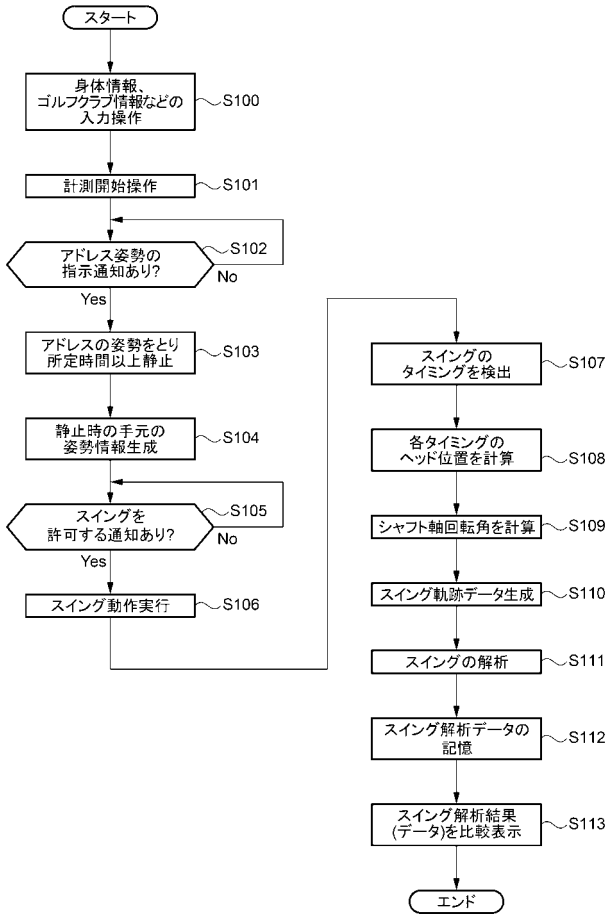 スタート
身体情報、
ゴルフクラブ情報などの
入力操作
S100
計測開始操作
S101
アドレス姿勢の
指示通知あり?
S102
No
Yes
アドレスの姿勢をとり
所定時間以上静止
S103
静止時の手元の
姿勢情報生成
S104
スイングを
許可する通知あり?
S105
No
Yes
スイング動作実行
S106
スイングの
タイミングを検出
S107
各タイミングの
ヘッド位置を計算
S108
シャフト軸回転角を計算
S109
スイング軌跡データ生成
S110
スイングの解析
S111
スイング解析データの
記憶
S112
スイング解析結果
(データ)を比較表示
S113
エンド